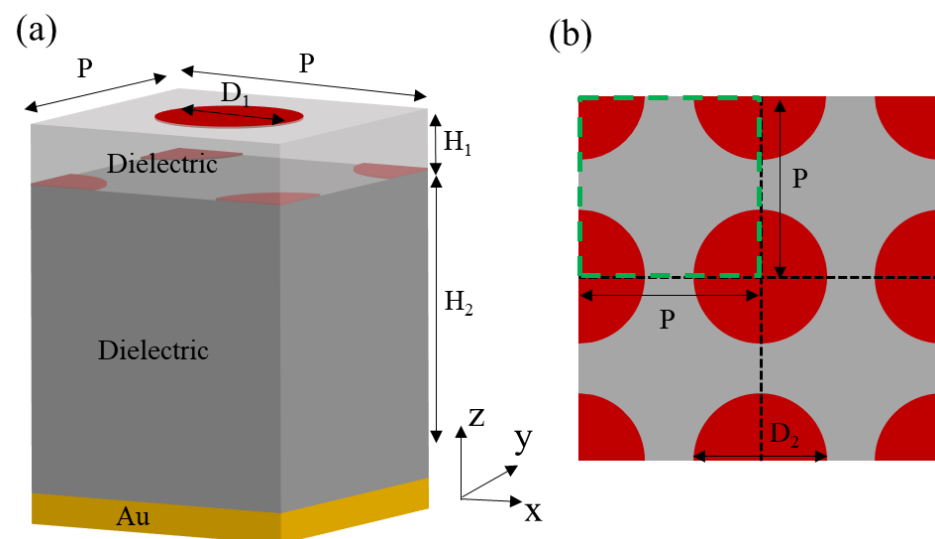 (a)
P
P
D₁
H₁
Dielectric
H₂
Dielectric
Au
z
y
x
(b)
P
P
D₂